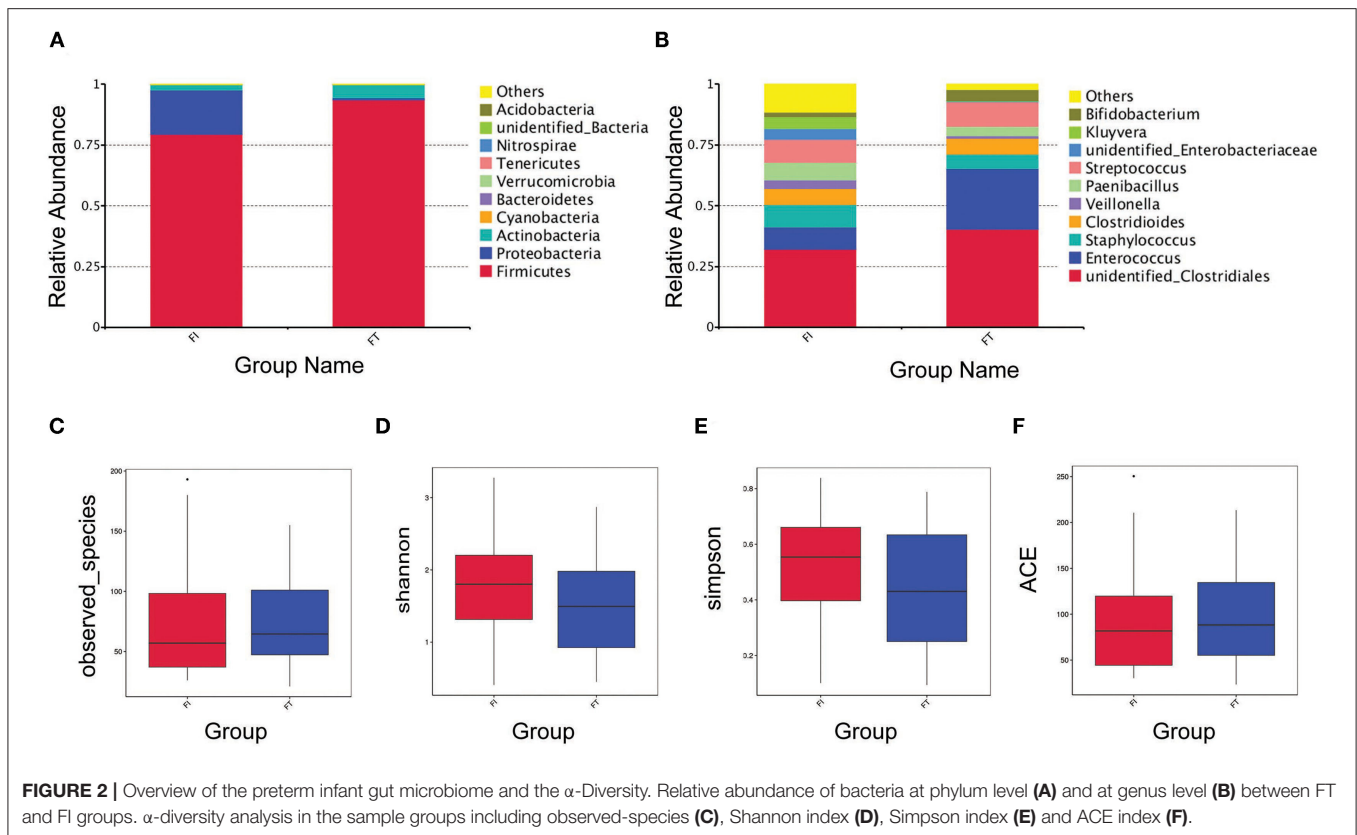 A
Relative Abundance
1
0.75
0.5
0.25
0
FI
FT
Group Name
Others
Acidobacteria
unidentified_Bacteria
Nitrospirae
Tenericutes
Verrucomicrobia
Bacteroidetes
Cyanobacteria
Actinobacteria
Proteobacteria
Firmicutes
B
Relative Abundance
1
0.75
0.5
0.25
0
FI
FT
Group Name
Others
Bifidobacterium
Kluyvera
unidentified_Enterobacteriaceae
Streptococcus
Paenibacillus
Veillonella
Clostridioides
Staphylococcus
Enterococcus
unidentified_Clostridiales
C
observed_species
200
150
100
50
FI
FT
Group
D
shannon
3
2
1
FI
FT
Group
E
simpson
0.8
0.6
0.4
0.2
FI
FT
Group
F
ACE
250
200
150
100
50
FI
FT
Group
FIGURE 2 | Overview of the preterm infant gut microbiome and the α-Diversity. Relative abundance of bacteria at phylum level (A) and at genus level (B) between FT
and FI groups. α-diversity analysis in the sample groups including observed-species (C), Shannon index (D), Simpson index (E) and ACE index (F).